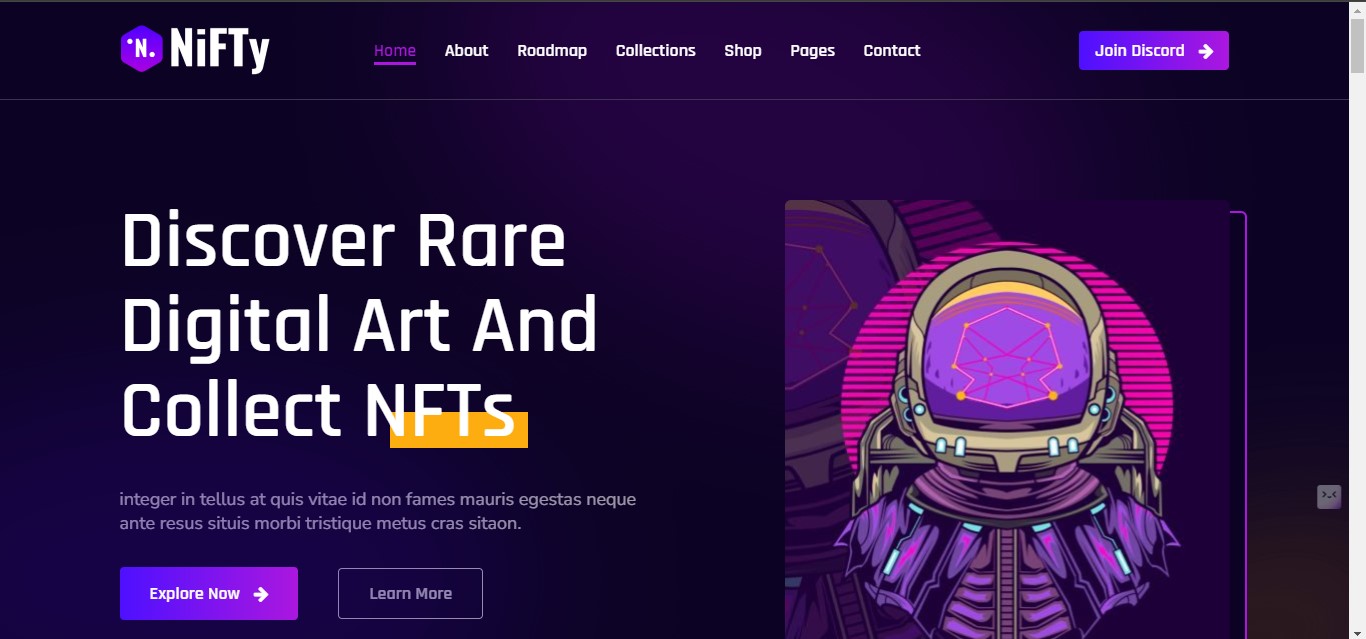 .N. NiFTy
Home About Roadmap Collections Shop Pages Contact
Join Discord
Discover Rare
Digital Art And
Collect NFTs
integer in tellus at quis vitae id non fames mauris egestas neque
ante resus situis morbi tristique metus cras sitaon.
Explore Now
Learn More